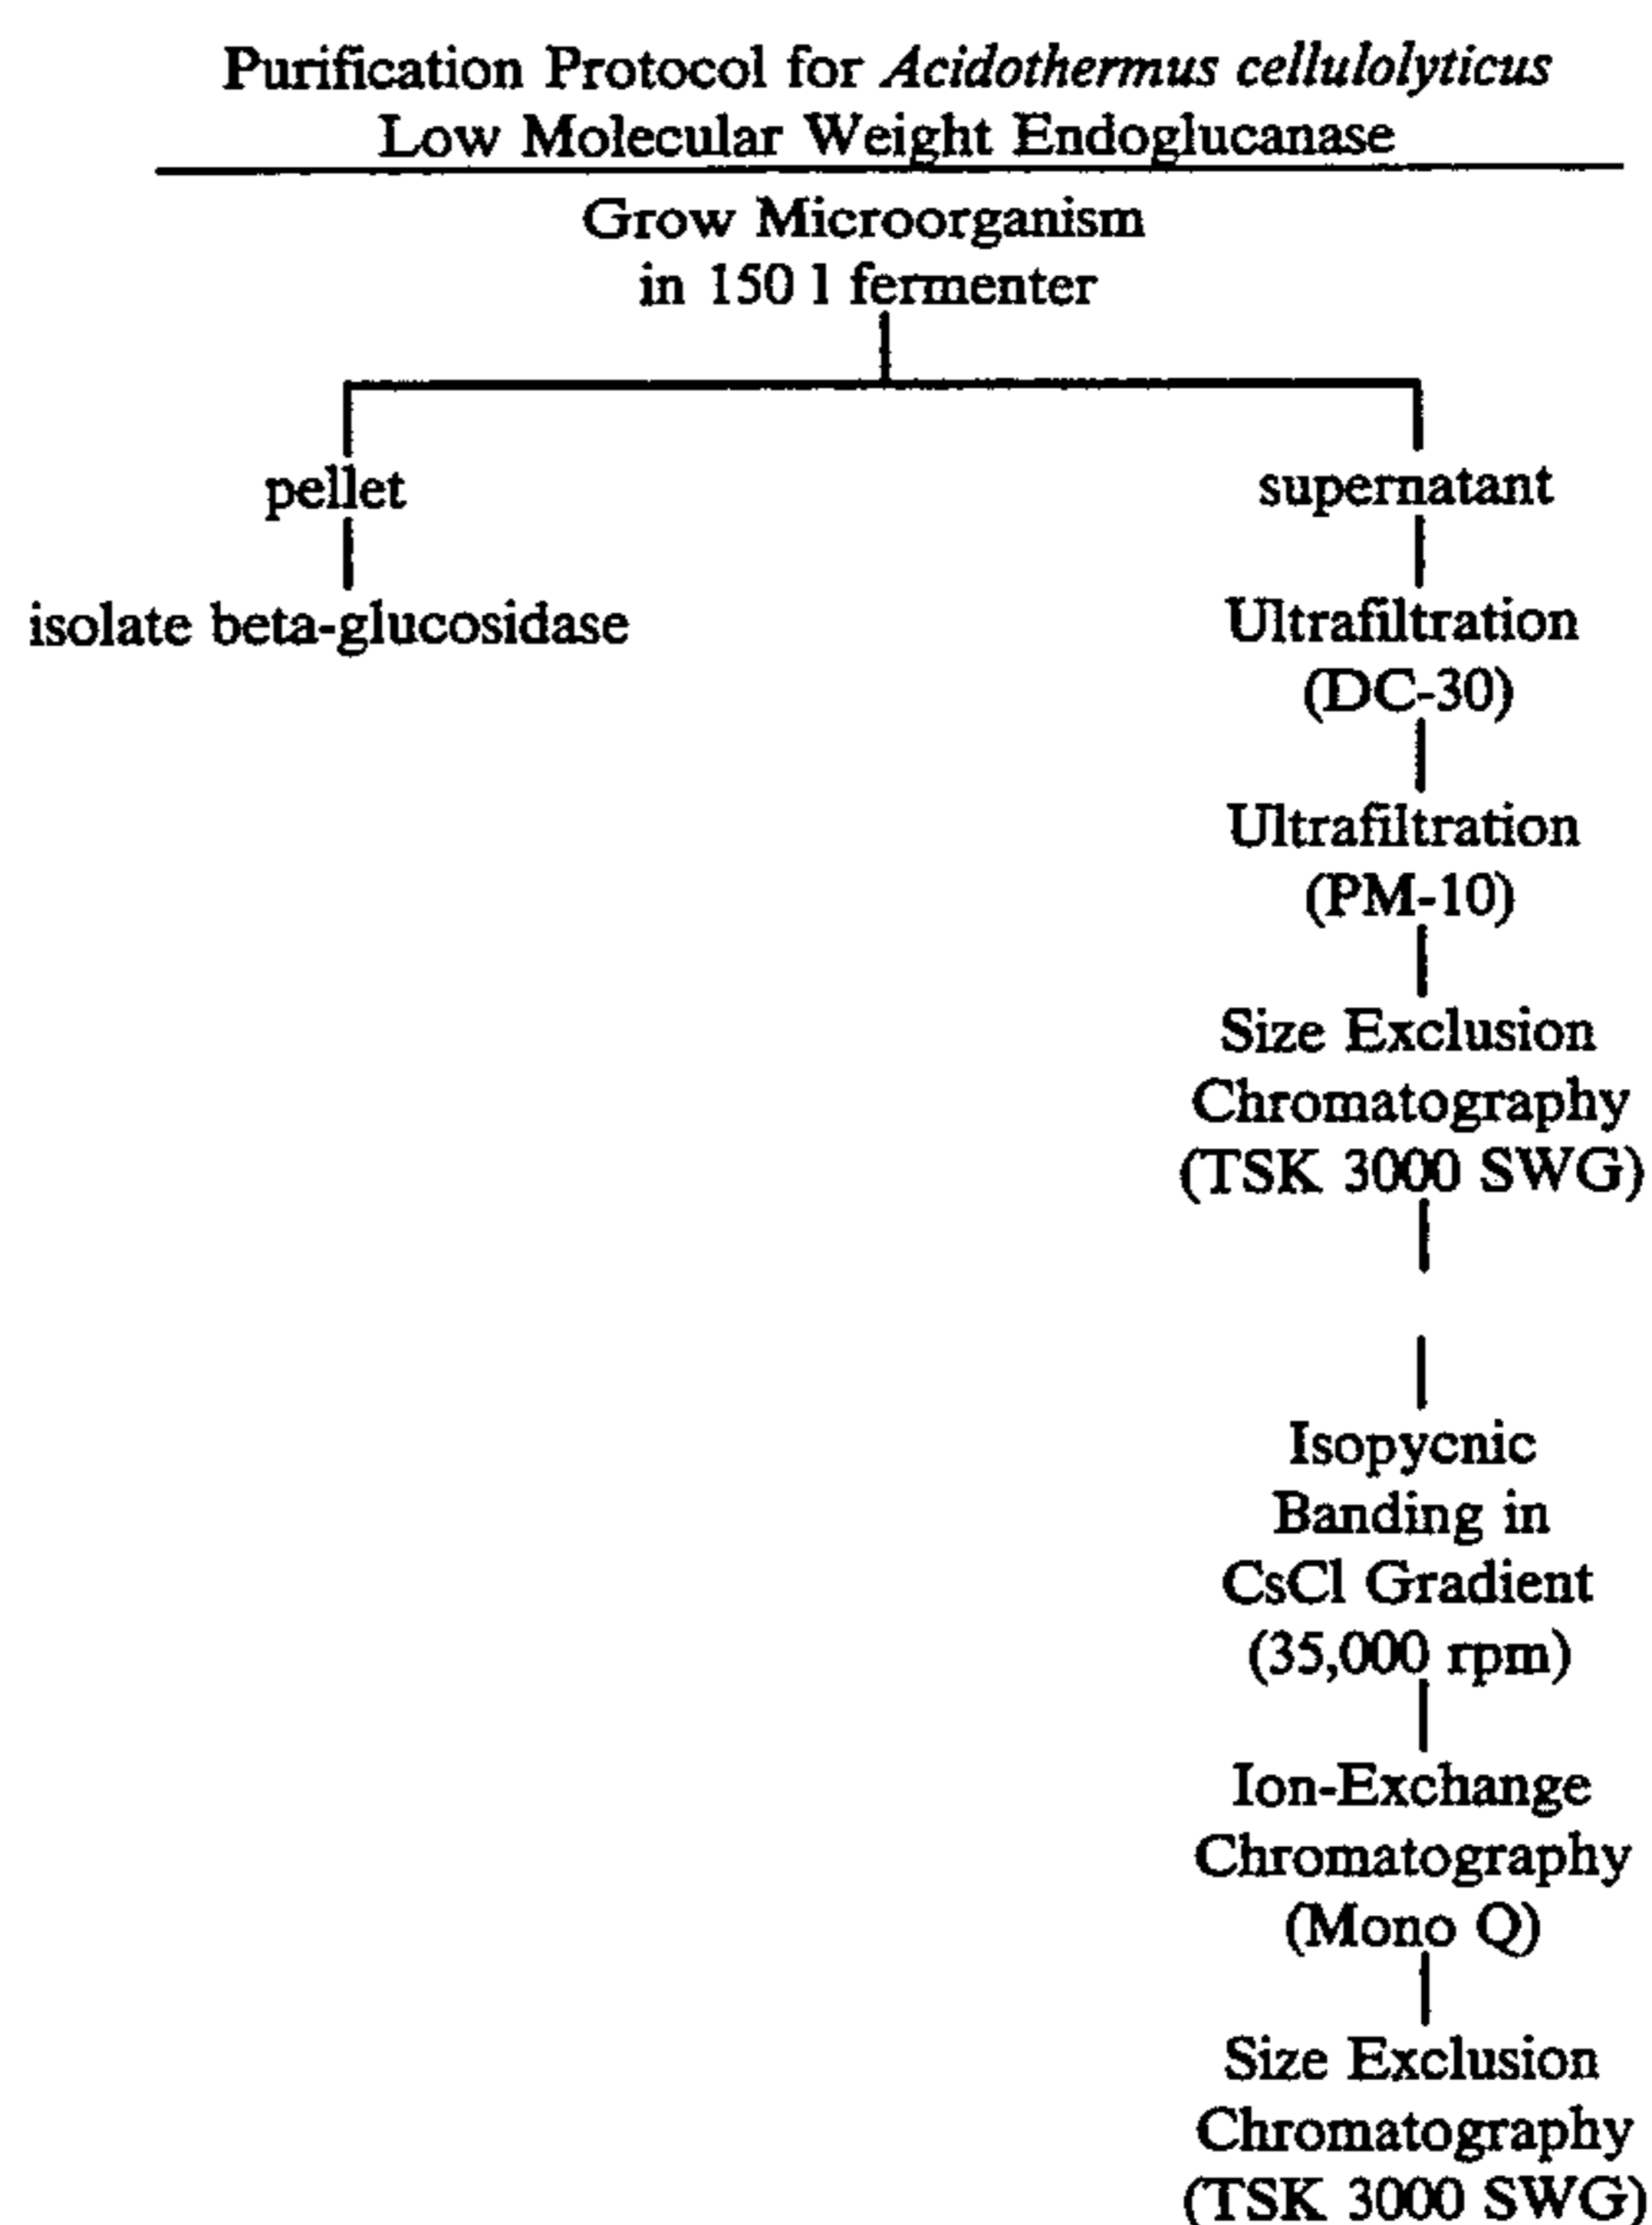 Purification Protocol for Acidothermus cellulolyticus
Low Molecular Weight Endoglucanase
Grow Microorganism
in 150 l fermenter
pellet
supernatant
isolate beta-glucosidase
Ultrafiltration
(DC-30)
Ultrafiltration
(PM-10)
Size Exclusion
Chromatography
(TSK 3000 SWG)
Isopycnic
Banding in
CsCl Gradient
(35,000 rpm)
Ion-Exchange
Chromatography
(Mono Q)
Size Exclusion
Chromatography
(TSK 3000 SWG)